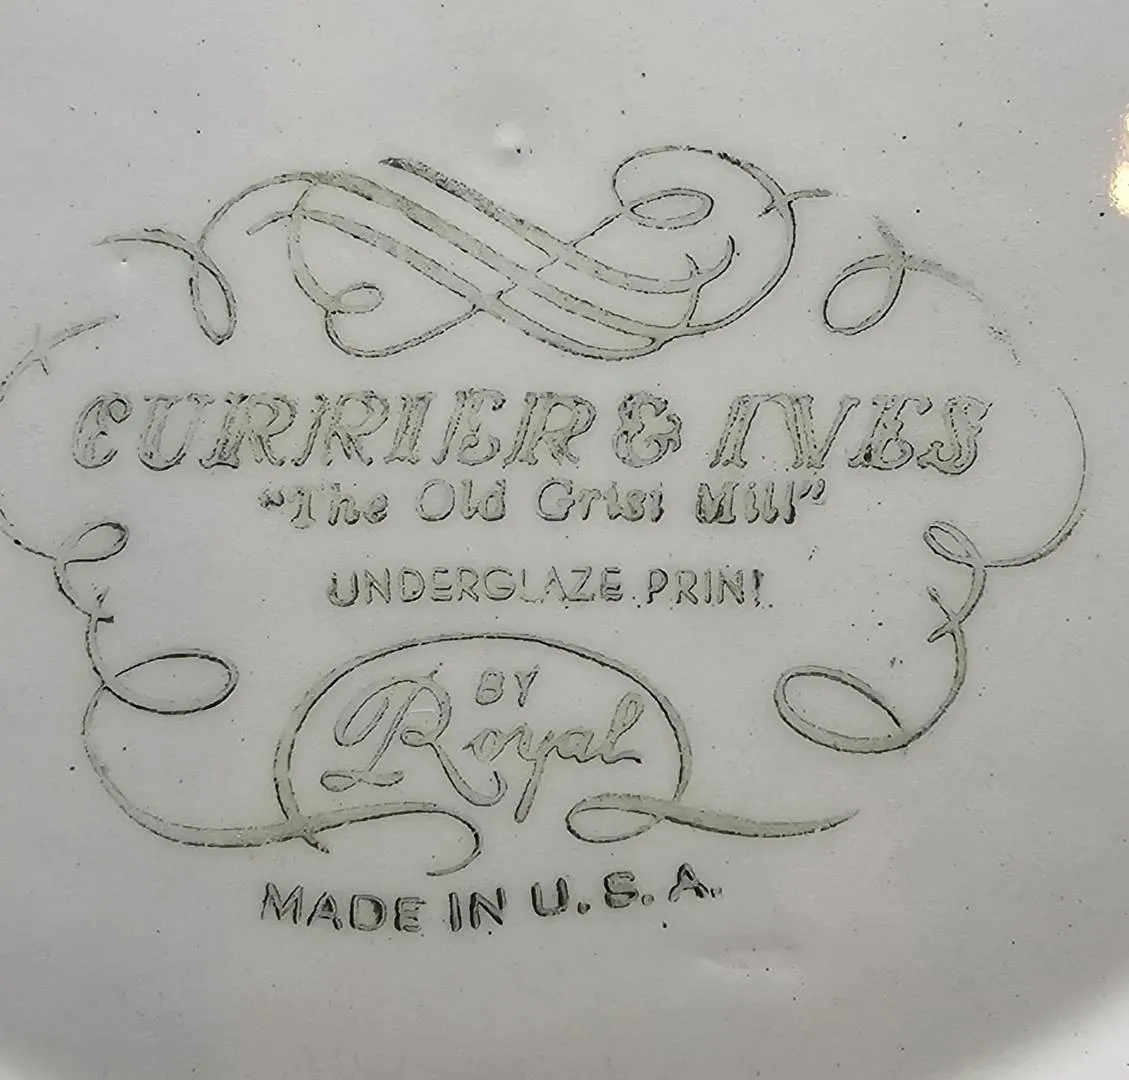 CURRIER & IVES
"The Old Grist Mill"
UNDERGLAZE PRINT
BY
Royal
MADE IN U.S.A.